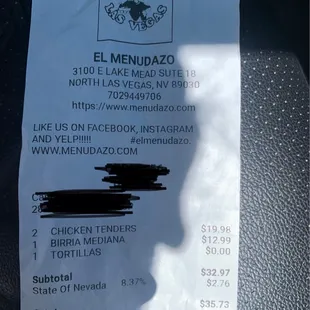 LAS VEGAS
EL MENUDAZO
3100 E LAKE MEAD SUTE 18
NORTH LAS VEGAS, NV 89030
7029449706
https://www.menudazo.com
LIKE US ON FACEBOOK, INSTAGRAM
AND YELP!!!!! #elmenudazo.
WWW.MENUDAZO.COM
Ca
2 CHICKEN TENDERS $19.98
1 BIRRIA MEDIANA $12.99
1 TORTILLAS $0.00
Subtotal $32.97
State Of Nevada 8.37% $2.76
$35.73